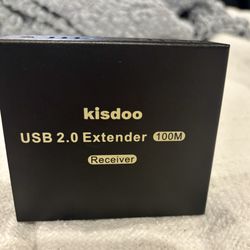 kisdoo
USB 2.0 Extender 100M
Receiver